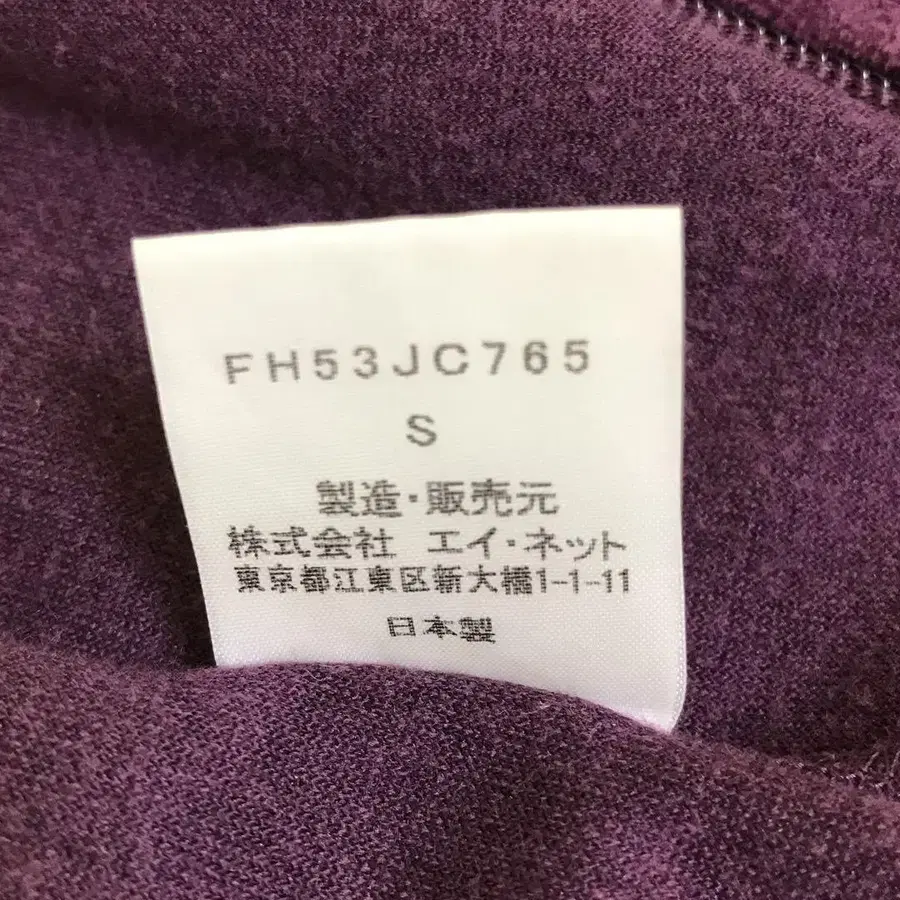 FH53JC765
S
製造・販売元
株式会社 エイ・ネット
東京都江東区新大橋1-1-11
日本製